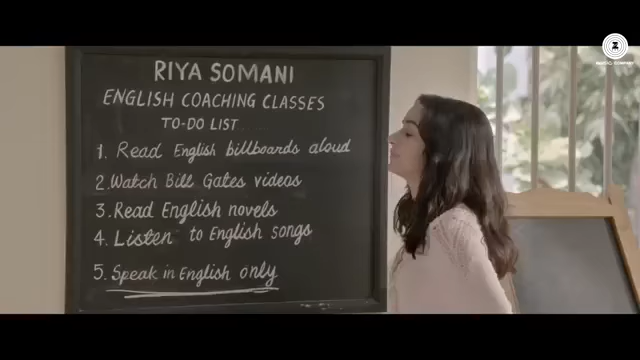 RIYA SOMANI
ENGLISH COACHING CLASSES
TO-DO LIST....
1. Read English billboards aloud
2. Watch Bill Gates videos
3. Read English novels
4. Listen to English songs
5. Speak in English only